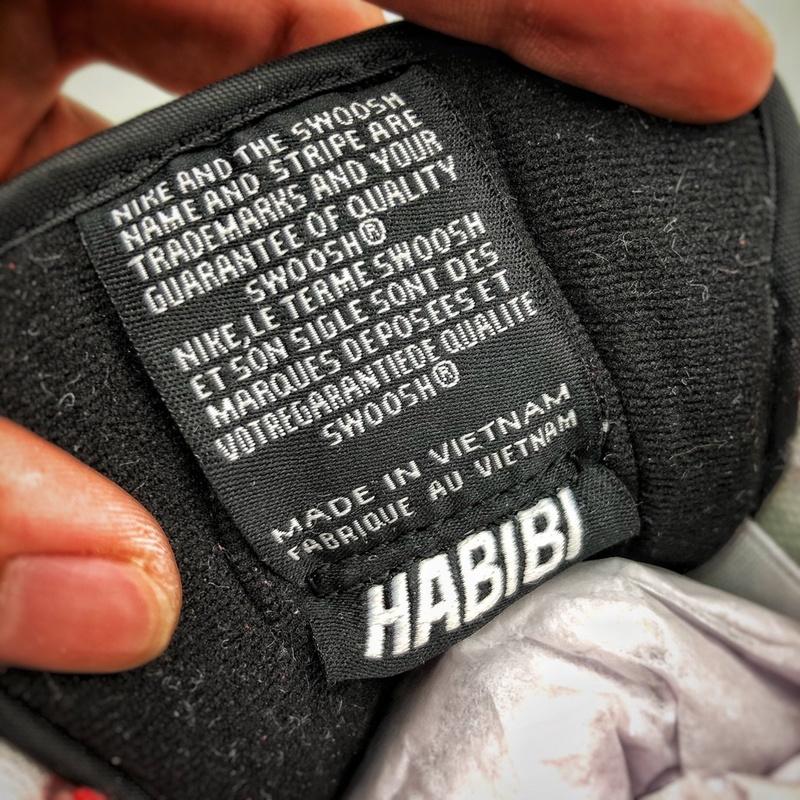 NIKE AND THE SWOOSH
NAME AND STRIPE ARE
TRADEMARKS AND YOUR
GUARANTEE OF QUALITY
SWOOSH®
NIKE, LE TERME SWOOSH
ET SON SIGLE SONT DES
MARQUES DEPOSEES ET
VOTREGARANTIEDE QUALITE
SWOOSH®
MADE IN VIETNAM
FABRIQUE AU VIETNAM
HABIBI